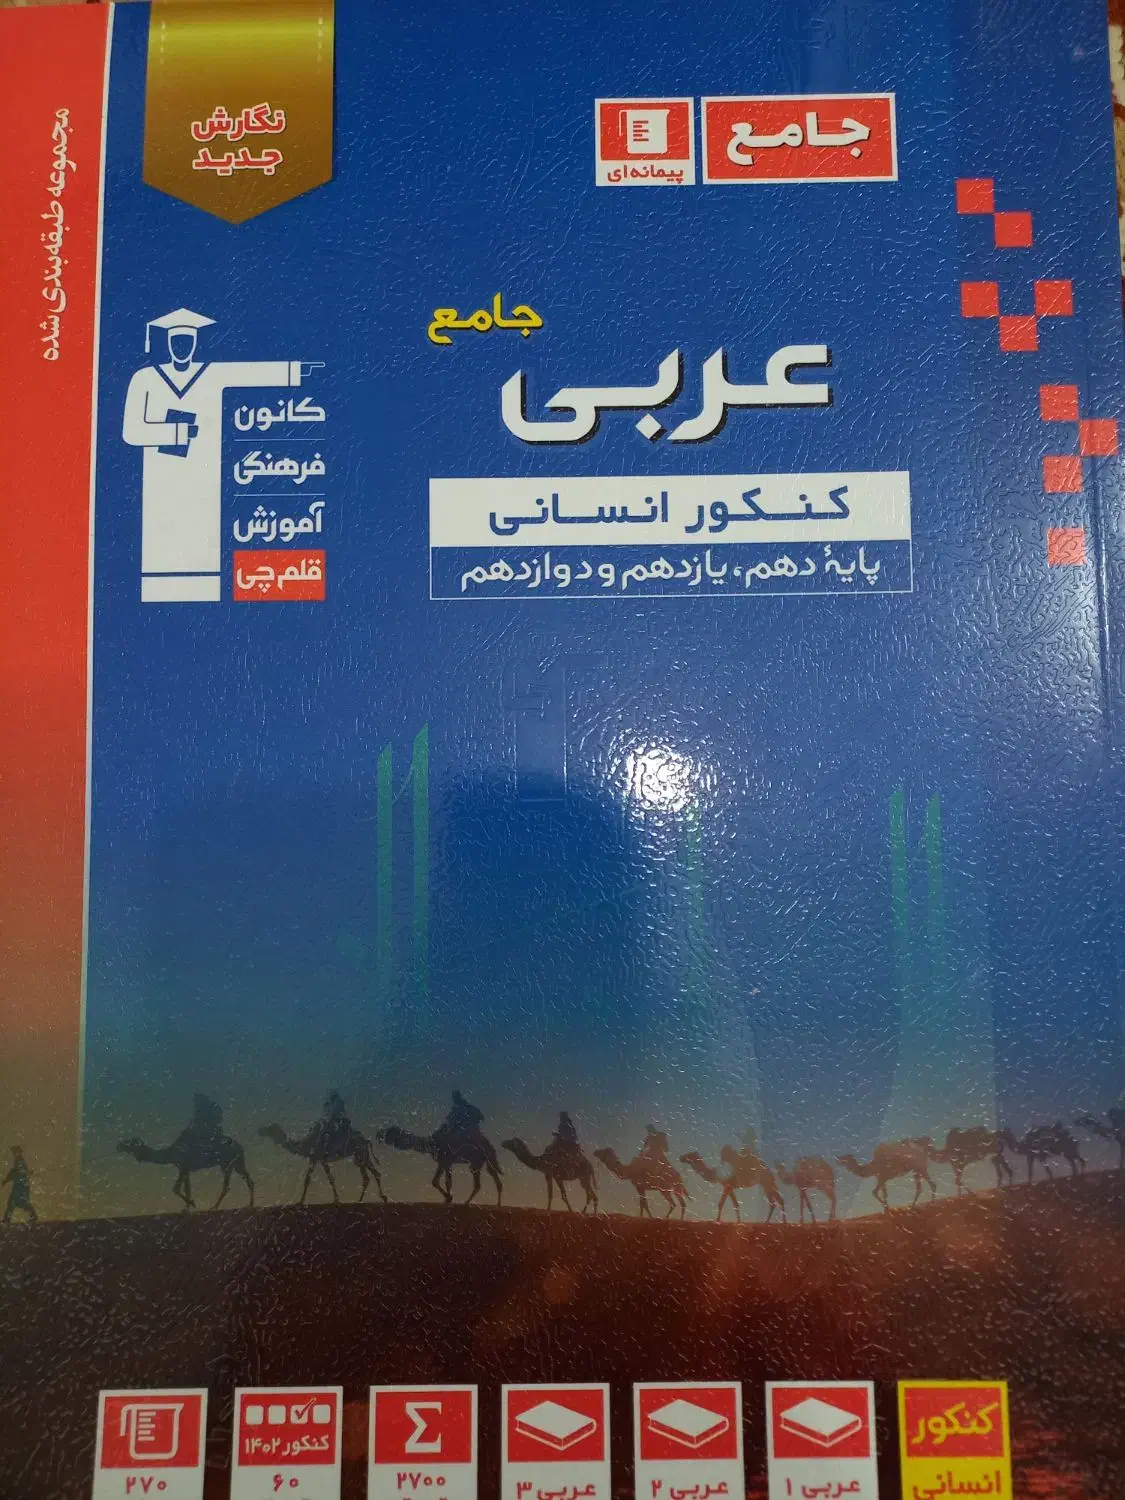 مجموعه طبقه‌بندی شده
نگارش
جدید
جامع
پیمانه‌ای
جامع
عربی
کنکور انسانی
پایهٔ دهم، یازدهم و دوازدهم
کانون
فرهنگی
آموزش
قلم‌چی
کنکور
انسانی
عربی ۱
عربی ۲
عربی ۳
Σ
۲۷۰۰
کنکور ۱۴۰۲
۶۰
۲۷۰